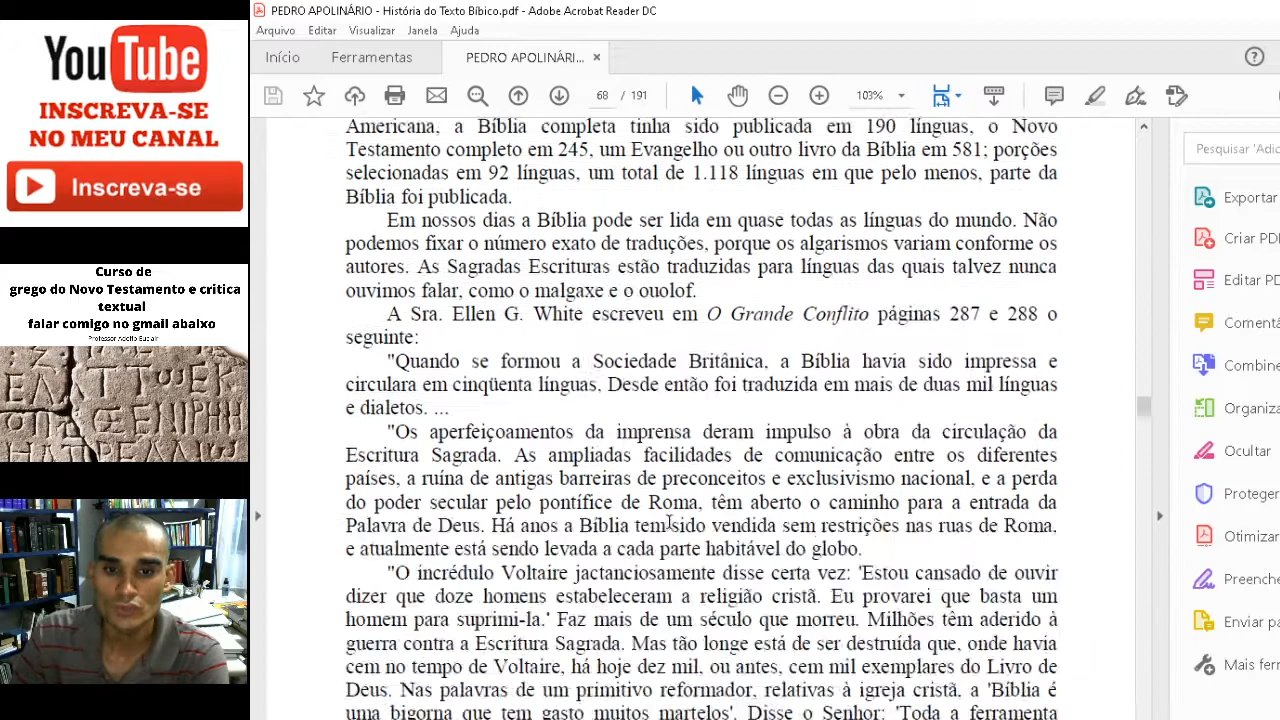 PEDRO APOLINÁRIO - História do Texto Bíblico.pdf - Adobe Acrobat Reader DC
Arquivo Editar Visualizar Janela Ajuda
Início Ferramentas PEDRO APOLINÁRI... ×
68 / 191 103%
YouTube
INSCREVA-SE
NO MEU CANAL
Inscreva-se
Curso de
grego do Novo Testamento e critica
textual
falar comigo no gmail abaixo
Professor Adolfo Euclair
Americana, a Bíblia completa tinha sido publicada em 190 línguas, o Novo
Testamento completo em 245, um Evangelho ou outro livro da Bíblia em 581; porções
selecionadas em 92 línguas, um total de 1.118 línguas em que pelo menos, parte da
Bíblia foi publicada.
Em nossos dias a Bíblia pode ser lida em quase todas as línguas do mundo. Não
podemos fixar o número exato de traduções, porque os algarismos variam conforme os
autores. As Sagradas Escrituras estão traduzidas para línguas das quais talvez nunca
ouvimos falar, como o malgaxe e o ouolof.
A Sra. Ellen G. White escreveu em O Grande Conflito páginas 287 e 288 o
seguinte:
"Quando se formou a Sociedade Britânica, a Bíblia havia sido impressa e
circulara em cinqüenta línguas. Desde então foi traduzida em mais de duas mil línguas
e dialetos. ...
"Os aperfeiçoamentos da imprensa deram impulso à obra da circulação da
Escritura Sagrada. As ampliadas facilidades de comunicação entre os diferentes
países, a ruína de antigas barreiras de preconceitos e exclusivismo nacional, e a perda
do poder secular pelo pontífice de Roma, têm aberto o caminho para a entrada da
Palavra de Deus. Há anos a Bíblia tem sido vendida sem restrições nas ruas de Roma,
e atualmente está sendo levada a cada parte habitável do globo.
"O incrédulo Voltaire jactanciosamente disse certa vez: 'Estou cansado de ouvir
dizer que doze homens estabeleceram a religião cristã. Eu provarei que basta um
homem para suprimi-la.' Faz mais de um século que morreu. Milhões têm aderido à
guerra contra a Escritura Sagrada. Mas tão longe está de ser destruída que, onde havia
cem no tempo de Voltaire, há hoje dez mil, ou antes, cem mil exemplares do Livro de
Deus. Nas palavras de um primitivo reformador, relativas à igreja cristã, a 'Bíblia é
uma bigorna que tem gasto muitos martelos'. Disse o Senhor: 'Toda a ferramenta
Pesquisar 'Adic
Exportar
Criar PDF
Editar PD
Comentá
Combine
Organiza
Ocultar
Proteger
Otimizar
Preenche
Enviar pa
Mais ferr